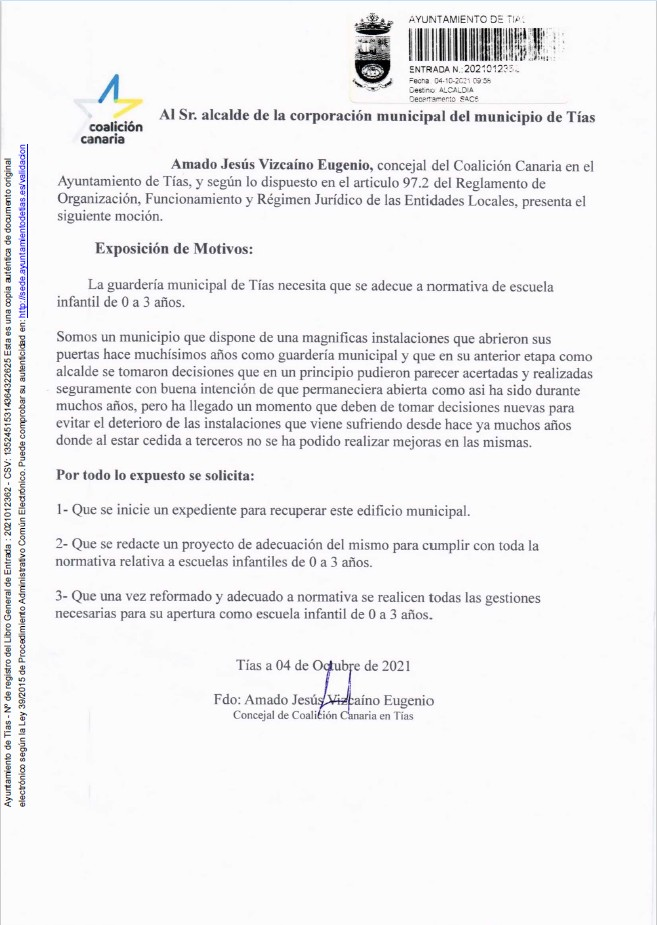 AYUNTAMIENTO DE TIAS
ENTRADA N.:
Fecha: 04-10-2021 09:56
Destino: ALCALDIA
Departamento: SAC5
coalición
canaria
Al Sr. alcalde de la corporación municipal del municipio de Tías
Amado Jesús Vizcaíno Eugenio, concejal del Coalición Canaria en el
Ayuntamiento de Tías, y según lo dispuesto en el articulo 97.2 del Reglamento de
Organización, Funcionamiento y Régimen Jurídico de las Entidades Locales, presenta el
siguiente moción.
Exposición de Motivos:
La guardería municipal de Tías necesita que se adecue a normativa de escuela
infantil de 0 a 3 años.
Somos un municipio que dispone de una magnificas instalaciones que abrieron sus
puertas hace muchísimos años como guardería municipal y que en su anterior etapa como
alcalde se tomaron decisiones que en un principio pudieron parecer acertadas y realizadas
seguramente con buena intención de que permaneciera abierta como asi ha sido durante
muchos años, pero ha llegado un momento que deben de tomar decisiones nuevas para
evitar el deterioro de las instalaciones que viene sufriendo desde hace ya muchos años
donde al estar cedida a terceros no se ha podido realizar mejoras en las mismas.
Por todo lo expuesto se solicita:
1- Que se inicie un expediente para recuperar este edificio municipal.
2- Que se redacte un proyecto de adecuación del mismo para cumplir con toda la
normativa relativa a escuelas infantiles de 0 a 3 años.
3- Que una vez reformado y adecuado a normativa se realicen todas las gestiones
necesarias para su apertura como escuela infantil de 0 a 3 años.
Tías a 04 de Octubre de 2021
Fdo: Amado Jesús Vizcaíno Eugenio
Concejal de Coalición Canaria en Tías
Ayuntamiento de Tías - Nº de registro del Libro General de Entrada : 2021012362 - CSV: 13524515314364322625 Esta es una copia auténtica de documento original
electrónico según la Ley 39/2015 de Procedimiento Administrativo Común Electrónico. Puede comprobar su autenticidad en: http://sede.ayuntamientodetias.es/validacion